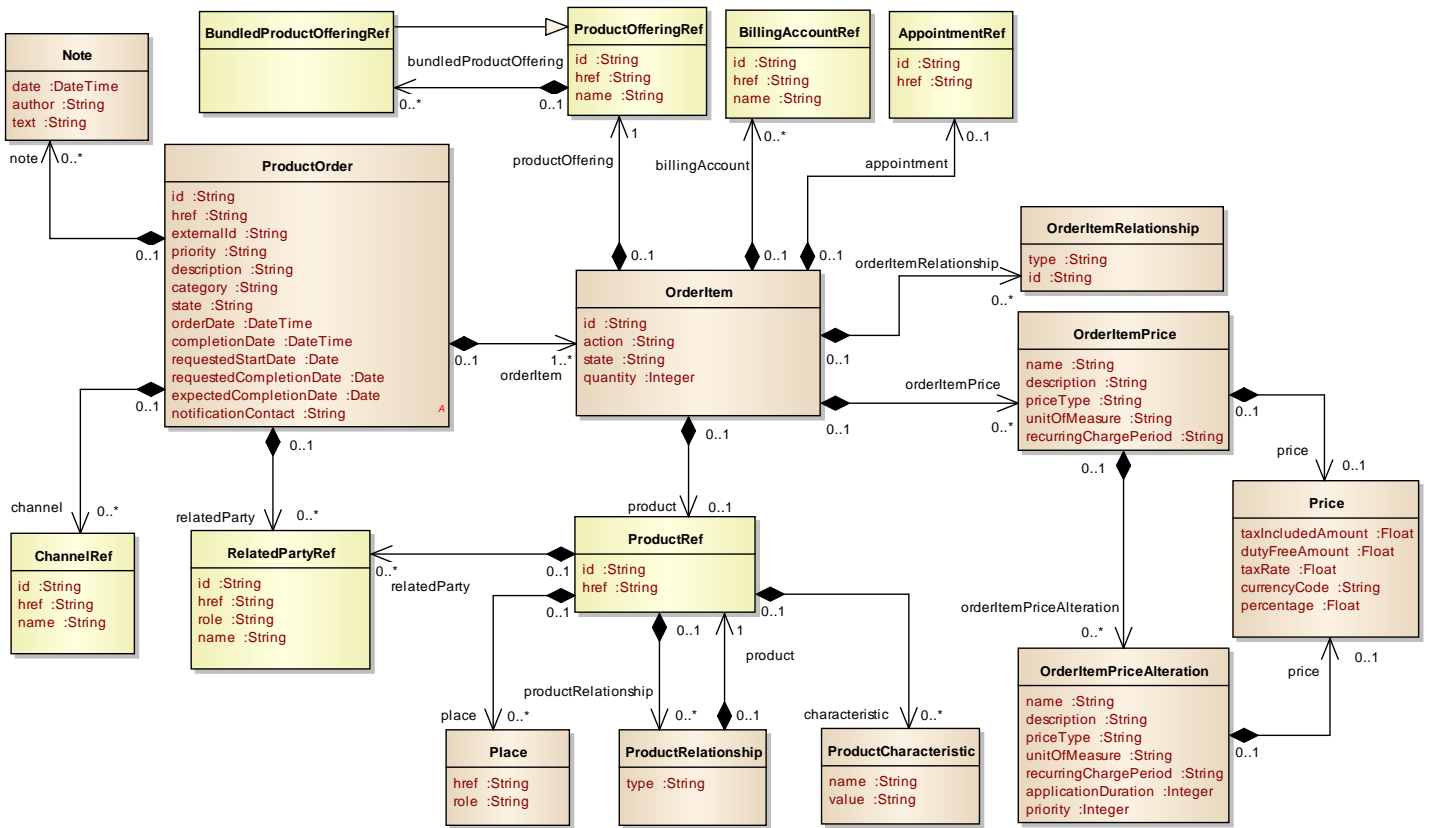 BundledProductOfferingRef
ProductOfferingRef
id :String
href :String
name :String
bundledProductOffering
0..*
0..1
BillingAccountRef
id :String
href :String
name :String
AppointmentRef
id :String
href :String
Note
date :DateTime
author :String
text :String
note
0..*
1
productOffering
0..*
billingAccount
0..1
appointment
ProductOrder
id :String
href :String
externalId :String
priority :String
description :String
category :String
state :String
orderDate :DateTime
completionDate :DateTime
requestedStartDate :Date
requestedCompletionDate :Date
expectedCompletionDate :Date
notificationContact :String
A
0..1
0..1
0..1
0..1
0..1
0..1
0..1
1..*
orderItem
OrderItem
id :String
action :String
state :String
quantity :Integer
orderItemRelationship
0..*
0..1
OrderItemRelationship
type :String
id :String
orderItemPrice
0..*
0..1
OrderItemPrice
name :String
description :String
priceType :String
unitOfMeasure :String
recurringChargePeriod :String
0..1
0..1
price
0..1
Price
taxIncludedAmount :Float
dutyFreeAmount :Float
taxRate :Float
currencyCode :String
percentage :Float
channel
0..*
ChannelRef
id :String
href :String
name :String
relatedParty
0..*
RelatedPartyRef
id :String
href :String
role :String
name :String
0..*
relatedParty
0..1
0..1
product
0..1
ProductRef
id :String
href :String
0..1
0..1
0..1
1
product
orderItemPriceAlteration
0..*
price
0..1
OrderItemPriceAlteration
name :String
description :String
priceType :String
unitOfMeasure :String
recurringChargePeriod :String
applicationDuration :Integer
priority :Integer
0..1
place
0..*
Place
href :String
role :String
productRelationship
0..*
0..1
ProductRelationship
type :String
characteristic
0..*
ProductCharacteristic
name :String
value :String